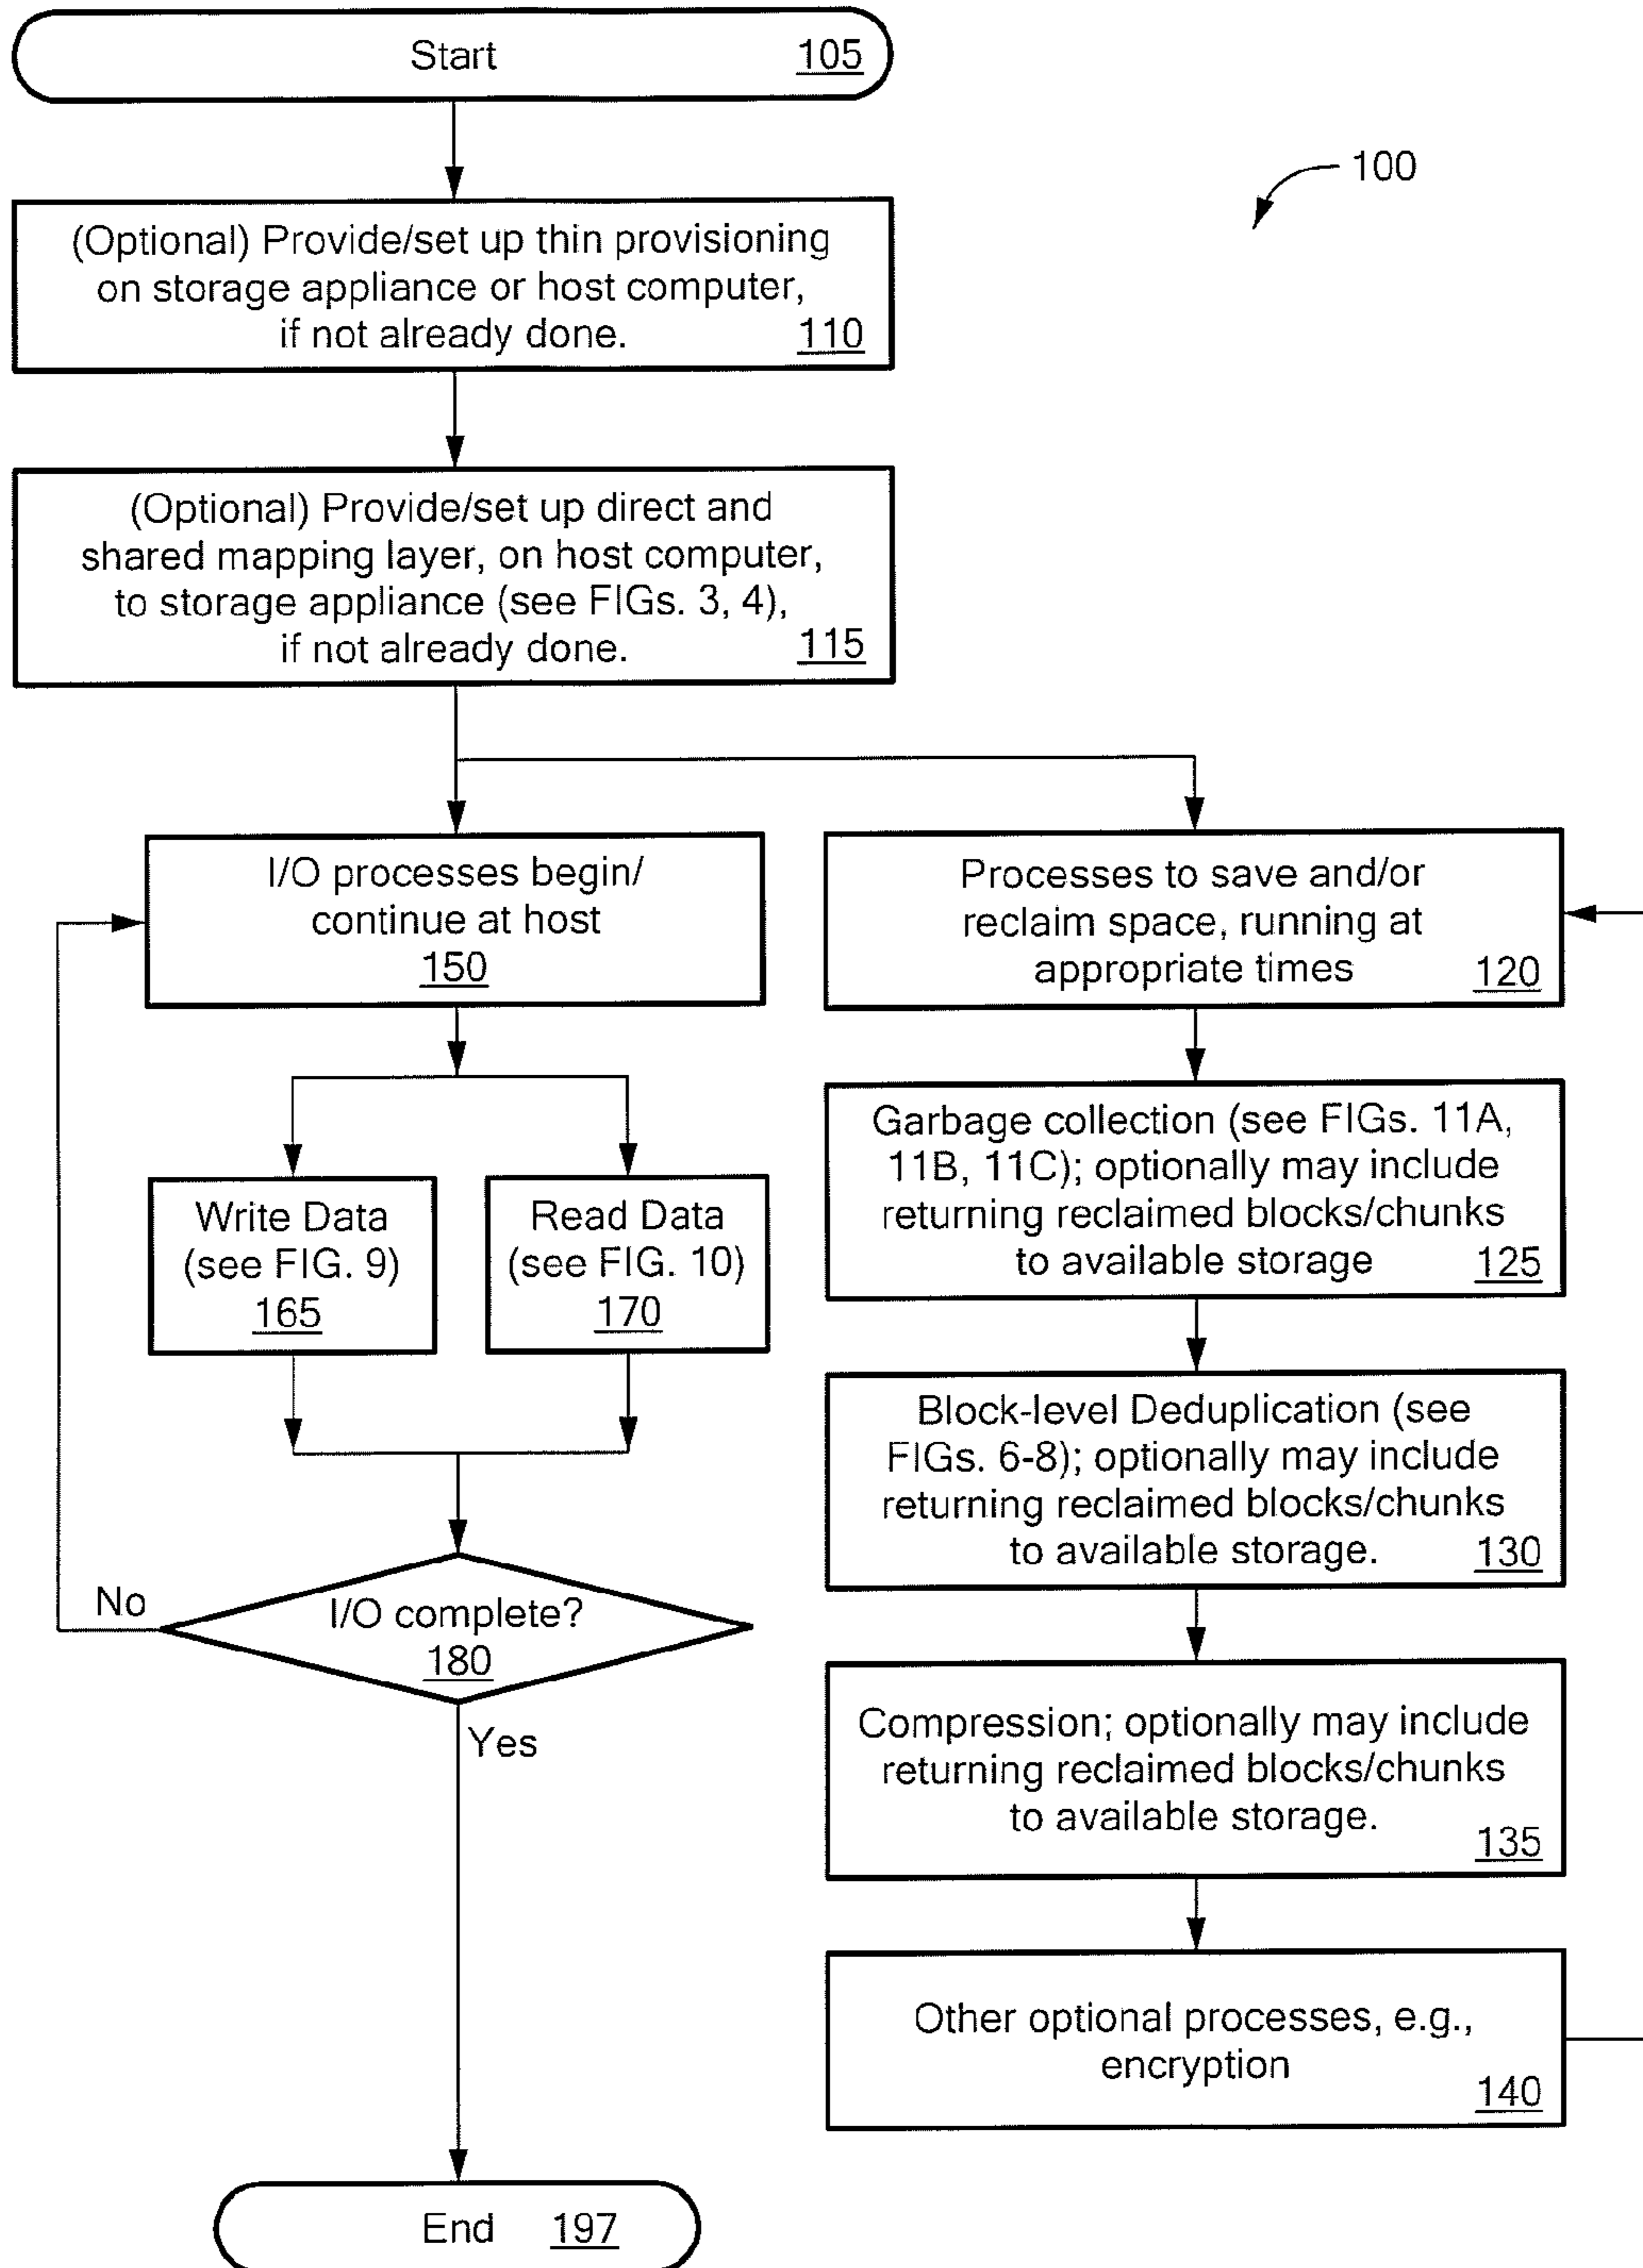 Start 105
100
(Optional) Provide/set up thin provisioning
on storage appliance or host computer,
if not already done. 110
(Optional) Provide/set up direct and
shared mapping layer, on host computer,
to storage appliance (see FIGs. 3, 4),
if not already done. 115
I/O processes begin/
continue at host
150
Write Data
(see FIG. 9)
165
Read Data
(see FIG. 10)
170
No
I/O complete?
180
Yes
End 197
Processes to save and/or
reclaim space, running at
appropriate times 120
Garbage collection (see FIGs. 11A,
11B, 11C); optionally may include
returning reclaimed blocks/chunks
to available storage 125
Block-level Deduplication (see
FIGs. 6-8); optionally may include
returning reclaimed blocks/chunks
to available storage. 130
Compression; optionally may include
returning reclaimed blocks/chunks
to available storage.
135
Other optional processes, e.g.,
encryption
140